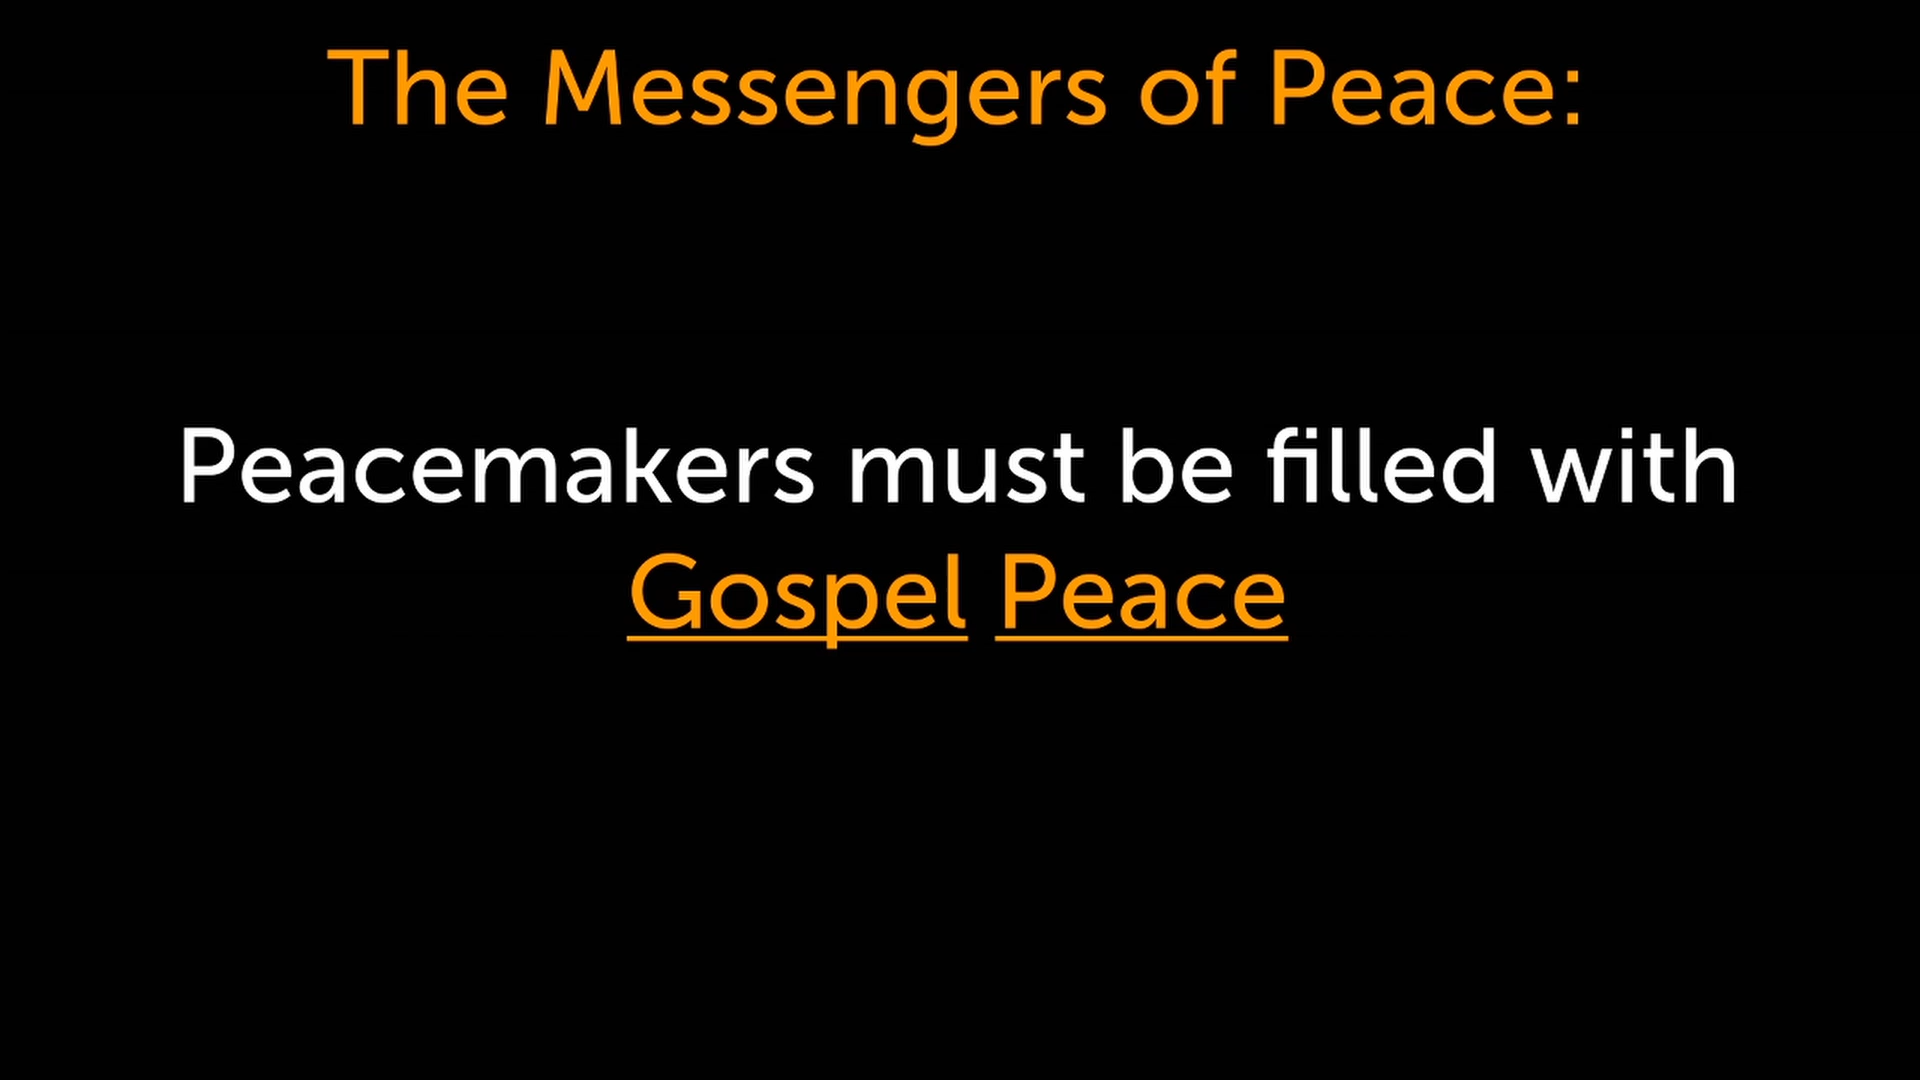 The Messengers of Peace:
Peacemakers must be filled with
Gospel Peace